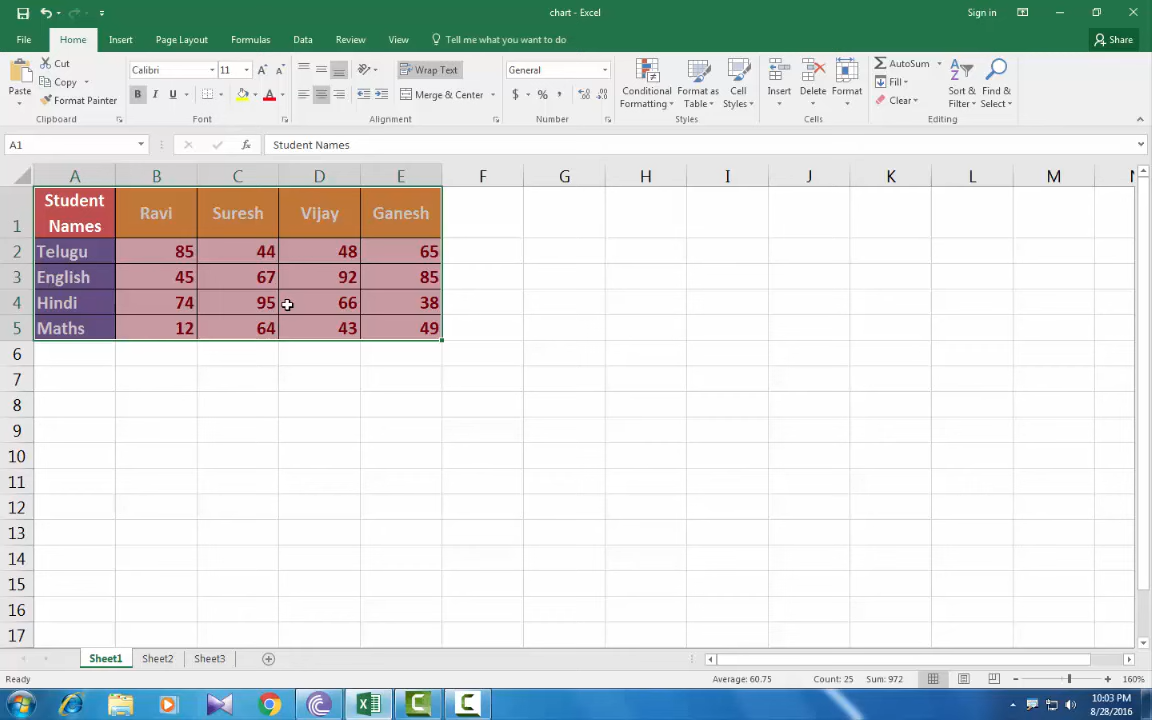 chart - Excel
Sign in
File Home Insert Page Layout Formulas Data Review View Tell me what you want to do Share
Paste
Cut
Copy
Format Painter
Clipboard
Calibri 11
B I U
Font
Wrap Text
Merge & Center
Alignment
General
$ % ,
Number
Conditional Formatting
Format as Table
Cell Styles
Styles
Insert
Delete
Format
Cells
AutoSum
Fill
Clear
Sort & Filter
Find & Select
Editing
A1 fx Student Names
A B C D E F G H I J K L M
1 Student Names Ravi Suresh Vijay Ganesh
2 Telugu 85 44 48 65
3 English 45 67 92 85
4 Hindi 74 95 66 38
5 Maths 12 64 43 49
6
7
8
9
10
11
12
13
14
15
16
17
Sheet1 Sheet2 Sheet3
Ready Average: 60.75 Count: 25 Sum: 972 160%
10:03 PM
8/28/2016